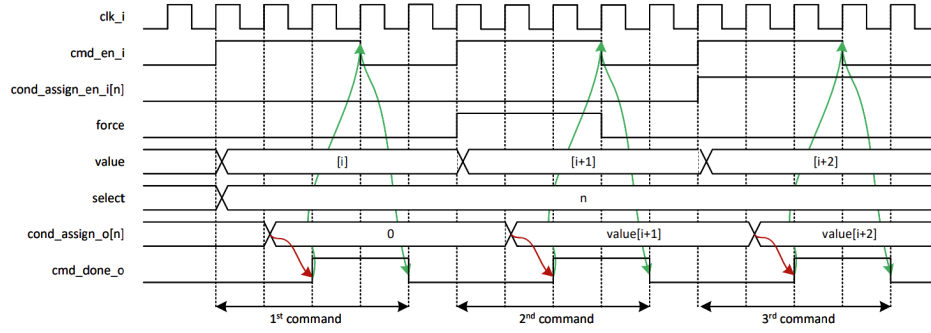 clk_i
cmd_en_i
cond_assign_en_i[n]
force
value [i] [i+1] [i+2]
select n
cond_assign_o[n] 0 value[i+1] value[i+2]
cmd_done_o
1st command 2nd command 3rd command